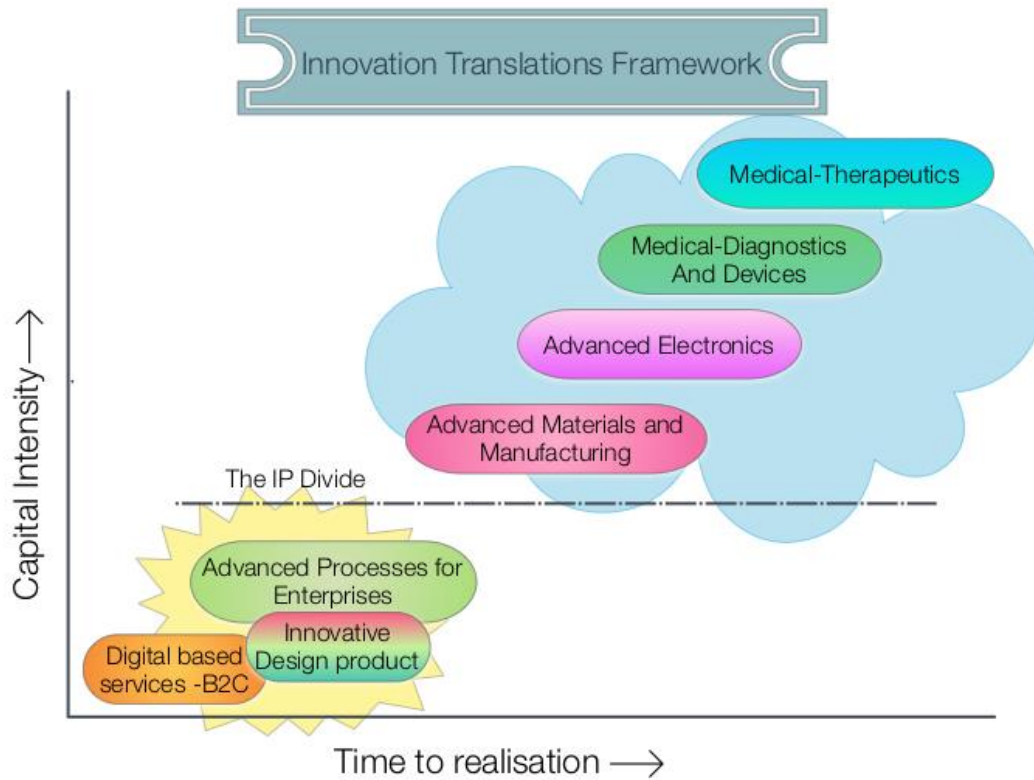 Innovation Translations Framework
Medical-Therapeutics
Medical-Diagnostics
And Devices
Advanced Electronics
Advanced Materials and
Manufacturing
The IP Divide
Advanced Processes for
Enterprises
Innovative
Design product
Digital based
services -B2C
Capital Intensity
Time to realisation